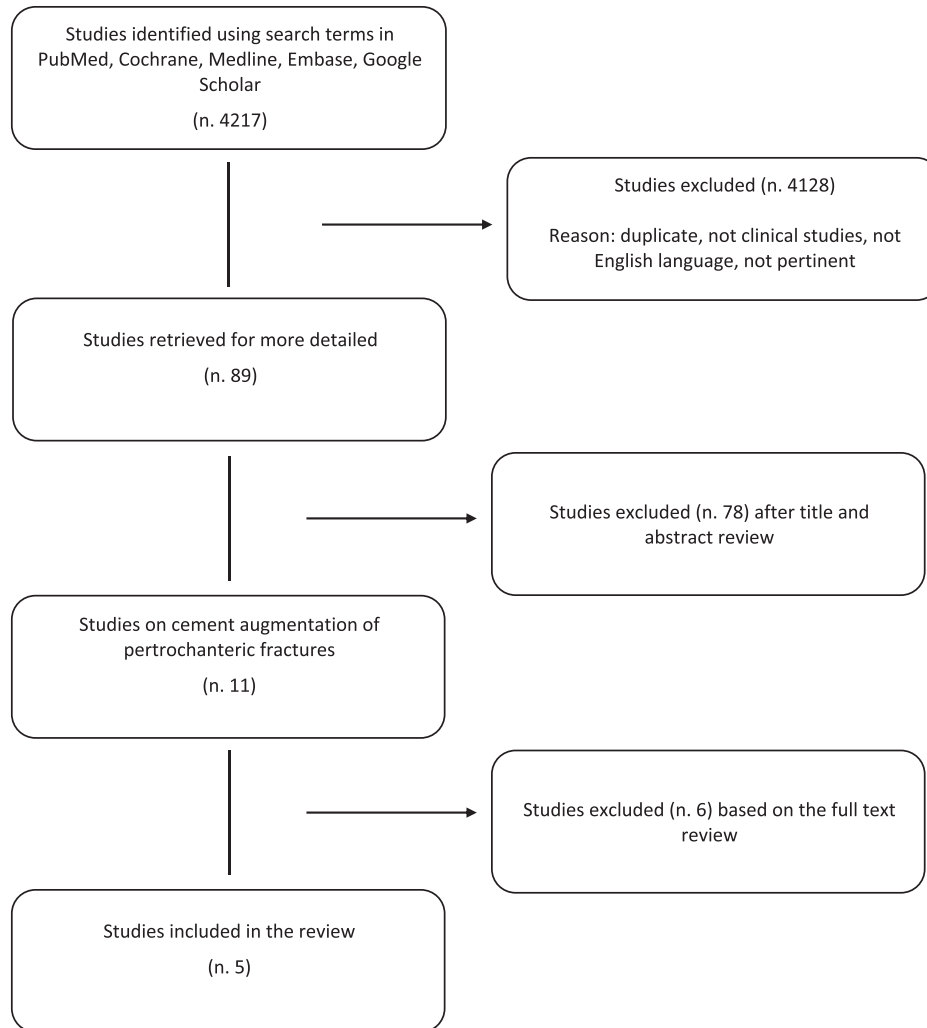 Studies identified using search terms in
PubMed, Cochrane, Medline, Embase, Google
Scholar
(n. 4217)
Studies excluded (n. 4128)
Reason: duplicate, not clinical studies, not
English language, not pertinent
Studies retrieved for more detailed
(n. 89)
Studies excluded (n. 78) after title and
abstract review
Studies on cement augmentation of
pertrochanteric fractures
(n. 11)
Studies excluded (n. 6) based on the full text
review
Studies included in the review
(n. 5)